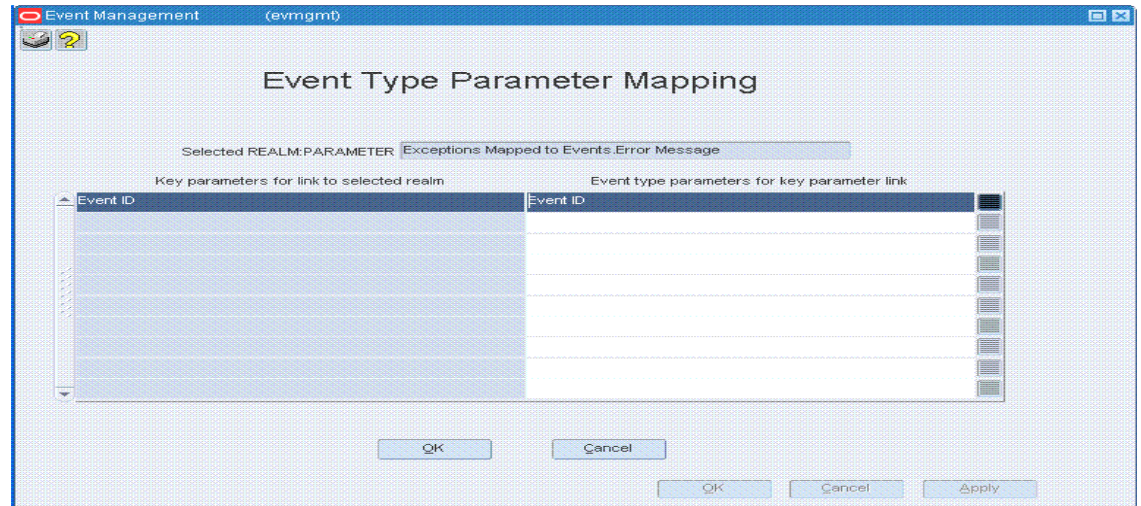 Event Management (evmgmt)
Event Type Parameter Mapping
Selected REALM:PARAMETER Exceptions Mapped to Events.Error Message
Key parameters for link to selected realm Event type parameters for key parameter link
Event ID Event ID
OK Cancel
OK Cancel Apply